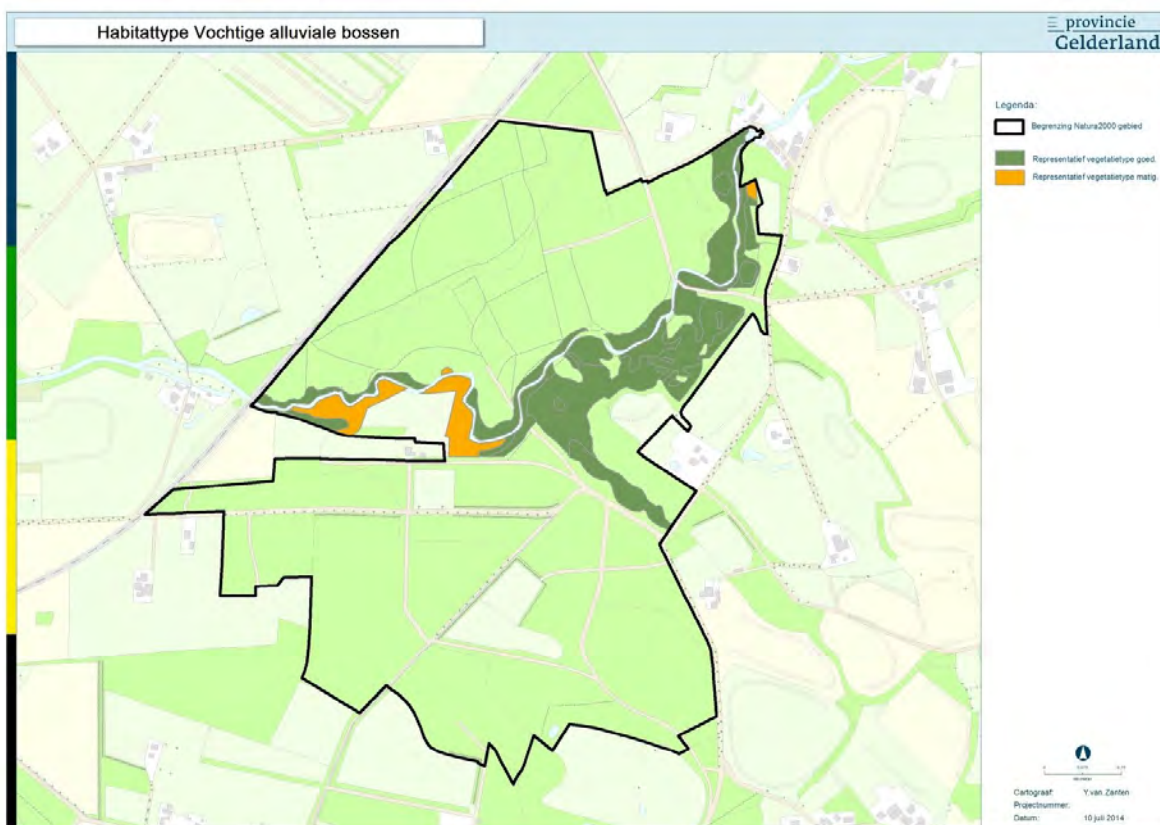 Habitattype Vochtige alluviale bossen
provincie
Gelderland
Legenda:
Begrenzing Natura2000 gebied
Representatief vegetatietype goed.
Representatief vegetatietype matig.
Cartograaf: Y.van Zanten
Projectnummer:
Datum: 10 juli 2014